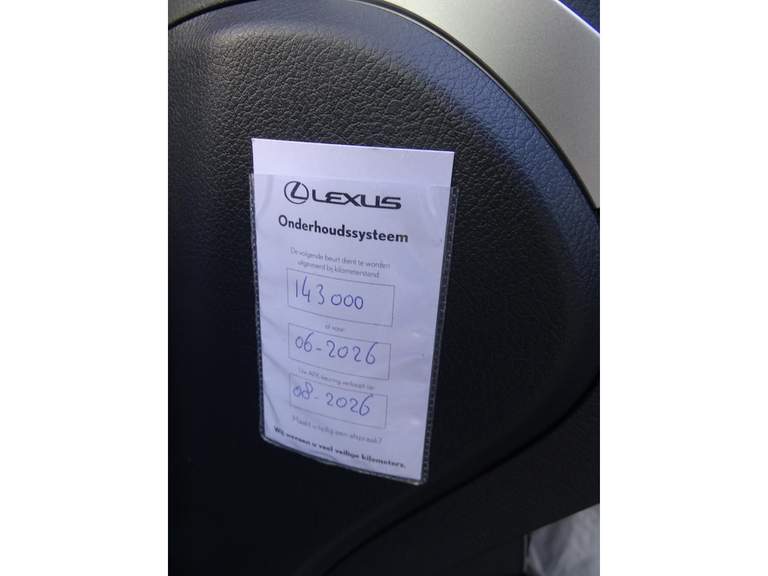 LEXUS
Onderhoudssysteem
De volgende beurt dient te worden
uitgevoerd bij kilometerstand:
143000
of voor:
06-2026
Uw APK-keuring verloopt op:
08-2026
Maakt u tijdig een afspraak?
Wij wensen u veel veilige kilometers.